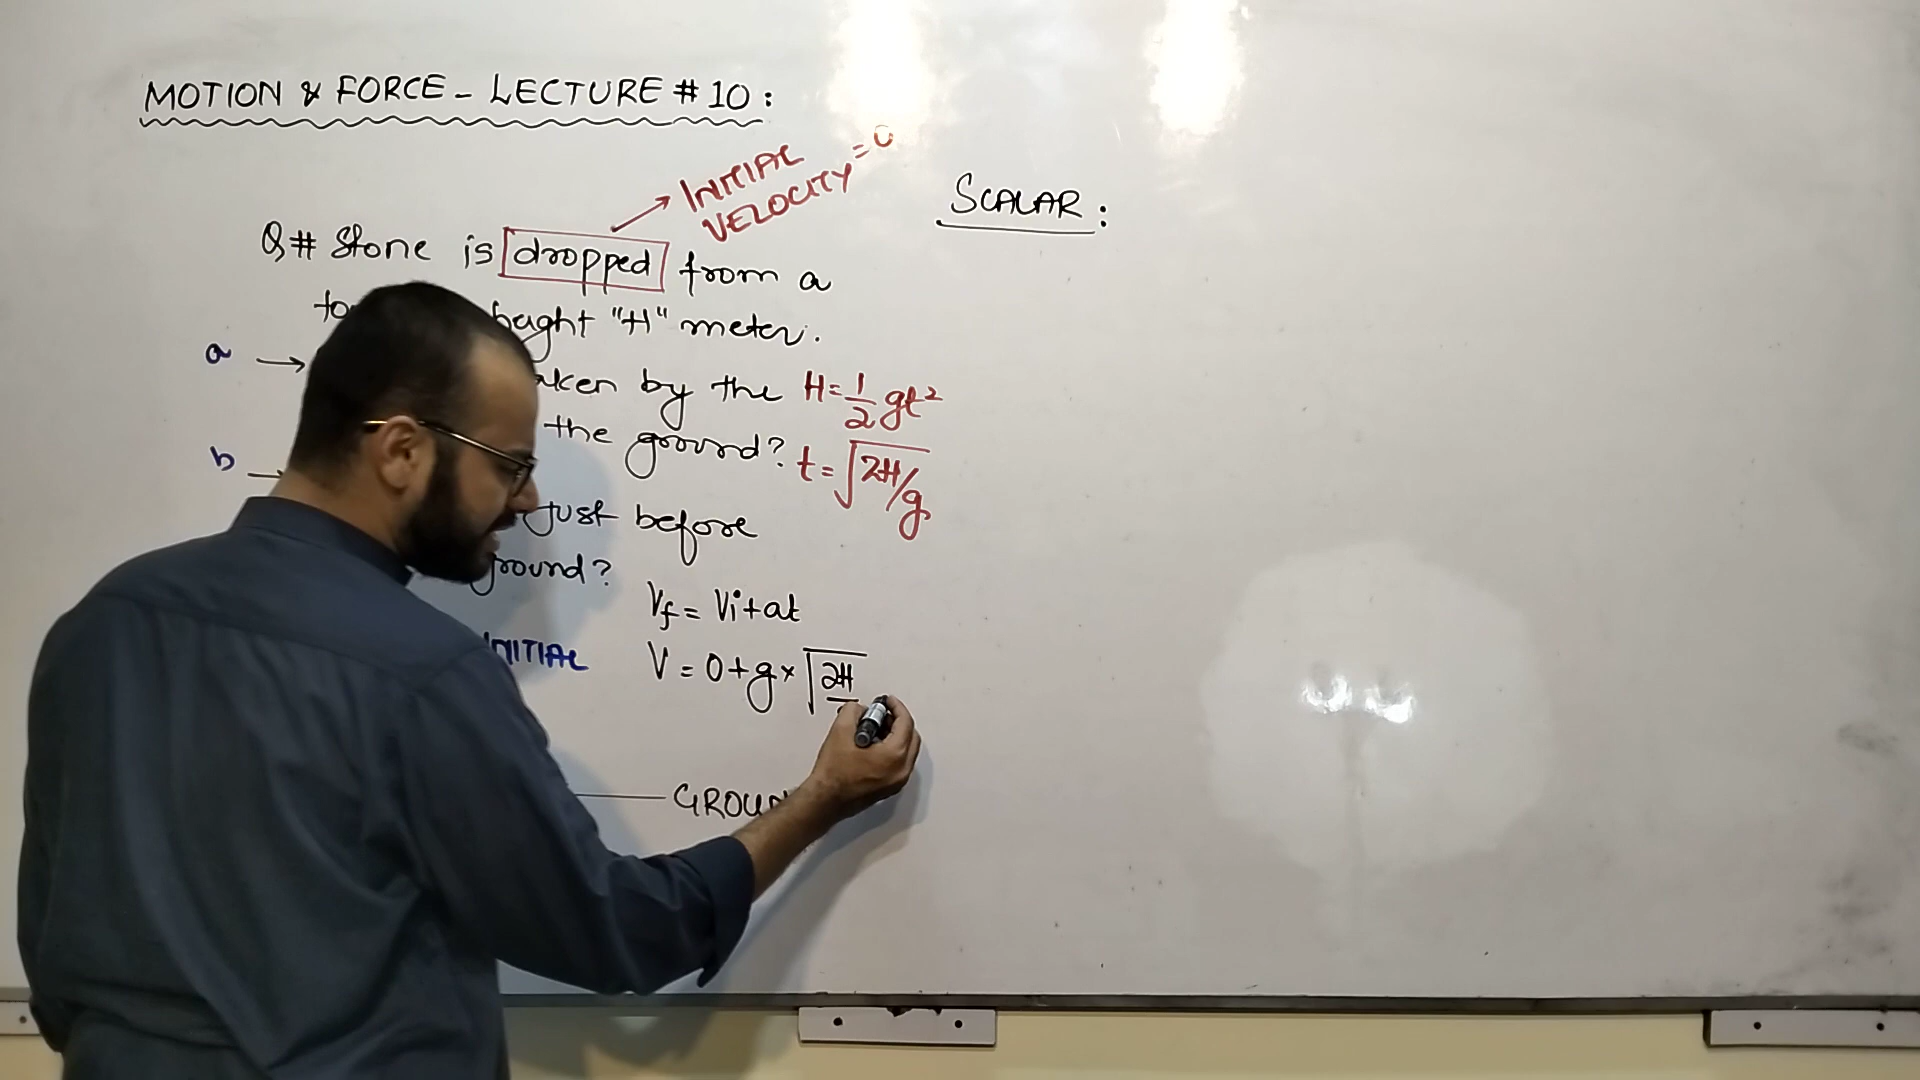 MOTION & FORCE - LECTURE # 10 :
INITIAL
VELOCITY = 0
Q# Stone is dropped from a
height "H" meter.
a → taken by the
the ground?
H = 1/2 gt²
t = √2H/g
b → just before
ground?
Vf = Vi + at
INITIAL
V = 0 + g × √2H
GROUN
SCALAR :